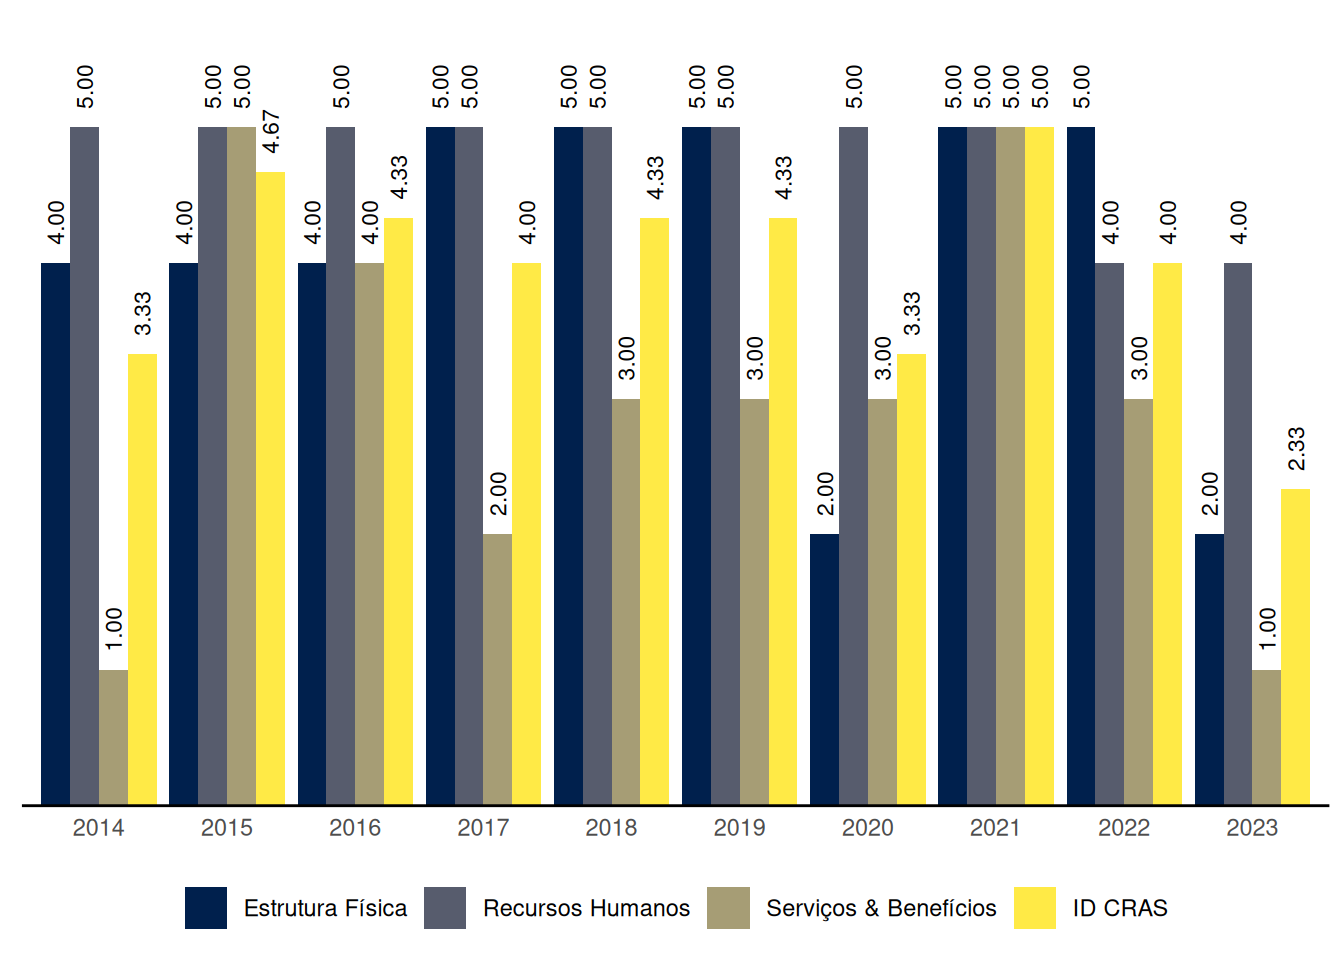 5.00 5.00 5.00 5.00 5.00 5.00 5.00 5.00 5.00 5.00 5.00 5.00 5.00 5.00 5.00 5.00
4.67
4.33 4.33 4.33
4.00 4.00 4.00 4.00 4.00 4.00 4.00 4.00
3.33 3.33
3.00 3.00 3.00 3.00
2.33
2.00 2.00 2.00
1.00 1.00
2014 2015 2016 2017 2018 2019 2020 2021 2022 2023
Estrutura Física Recursos Humanos Serviços & Benefícios ID CRAS